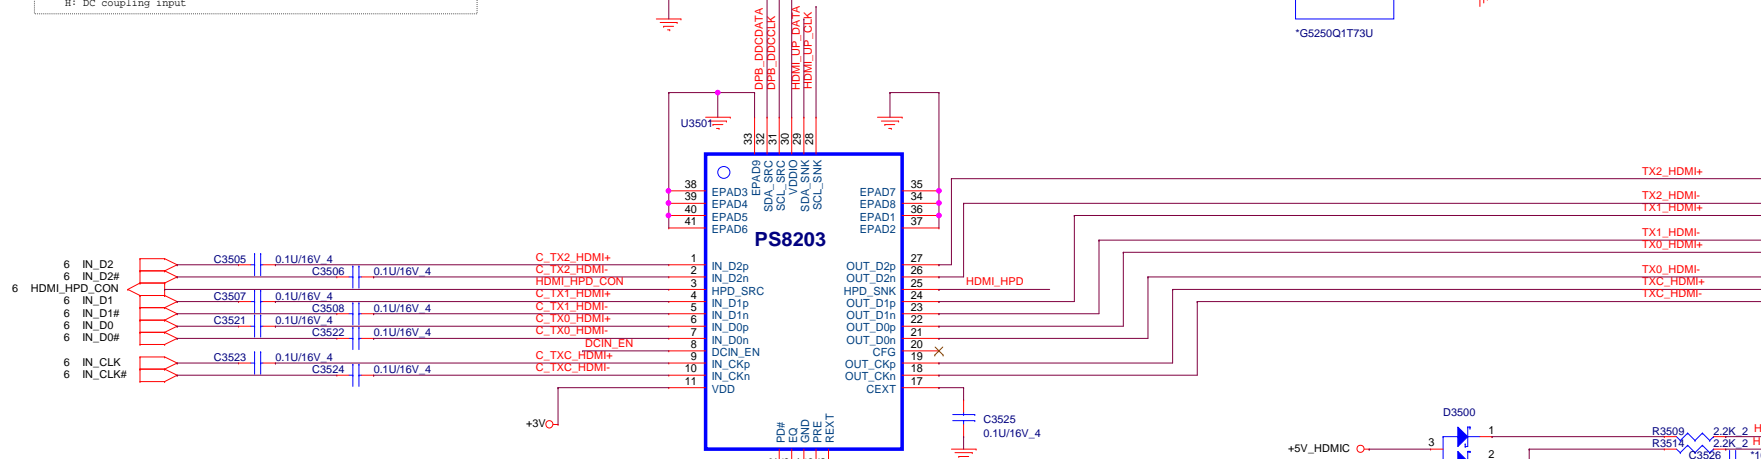 H: DC coupling input
*G5250Q1T73U
DPB_DDCDATA
DPB_DDCCLK
HDMI_UP_DATA
HDMI_UP_CLK
U3501
33
32
31
30
29
28
EPAD9
SDA_SRC
SCL_SRC
VDDIO
SDA_SNK
SCL_SNK
38 EPAD3 EPAD7 35
39 EPAD4 EPAD8 34
40 EPAD5 EPAD1 36
41 EPAD6 EPAD2 37
PS8203
TX2_HDMI+
TX2_HDMI-
TX1_HDMI+
TX1_HDMI-
TX0_HDMI+
TX0_HDMI-
TXC_HDMI+
TXC_HDMI-
6 IN_D2 C3505 0.1U/16V_4 C_TX2_HDMI+ 1 IN_D2p OUT_D2p 27
6 IN_D2# C3506 0.1U/16V_4 C_TX2_HDMI- 2 IN_D2n OUT_D2n 26
6 HDMI_HPD_CON HDMI_HPD_CON 3 HPD_SRC HPD_SNK 25 HDMI_HPD
6 IN_D1 C3507 0.1U/16V_4 C_TX1_HDMI+ 4 IN_D1p OUT_D1p 24
6 IN_D1# C3508 0.1U/16V_4 C_TX1_HDMI- 5 IN_D1n OUT_D1n 23
6 IN_D0 C3521 0.1U/16V_4 C_TX0_HDMI+ 6 IN_D0p OUT_D0p 22
6 IN_D0# C3522 0.1U/16V_4 C_TX0_HDMI- 7 IN_D0n OUT_D0n 21
DCIN_EN 8 DCIN_EN CFG 20
6 IN_CLK C3523 0.1U/16V_4 C_TXC_HDMI+ 9 IN_CKp OUT_CKp 19
6 IN_CLK# C3524 0.1U/16V_4 C_TXC_HDMI- 10 IN_CKn OUT_CKn 18
11 VDD CEXT 17
+3V
PD#
EQ
GND
PRE
REXT
C3525
0.1U/16V_4
D3500
+5V_HDMIC 3 1
2
R3509 2.2K_2 H
R3514 2.2K_2 H
C3526